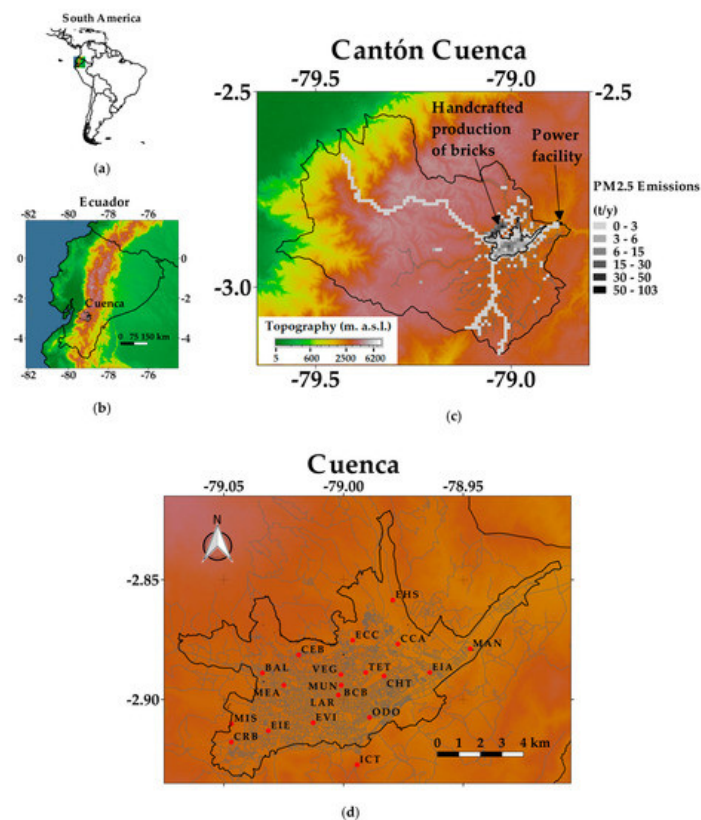 South America
(a)
Ecuador
-82 -80 -78 -76
0 0
-2 -2
Cuenca
0 75 150 km
-4 -4
-82 -80 -78 -76
(b)
Cantón Cuenca
-79.5 -79.0
-2.5 -2.5
Handcrafted
production
of bricks
Power
facility
PM2.5 Emissions
(t/y)
0 - 3
3 - 6
6 - 15
15 - 30
30 - 50
50 - 103
-3.0
Topography (m. a.s.l.)
5 600 2500 6200
-79.5 -79.0
(c)
Cuenca
-79.05 -79.00 -78.95
N
-2.85
EHS
ECC
CCA
MAN
CEB
BAL
VEG
TET
EIA
MEA
MUN
CHT
-2.90
BCB
LAR
ODO
MIS
EIE
EVI
CRB
0 1 2 3 4 km
ICT
(d)